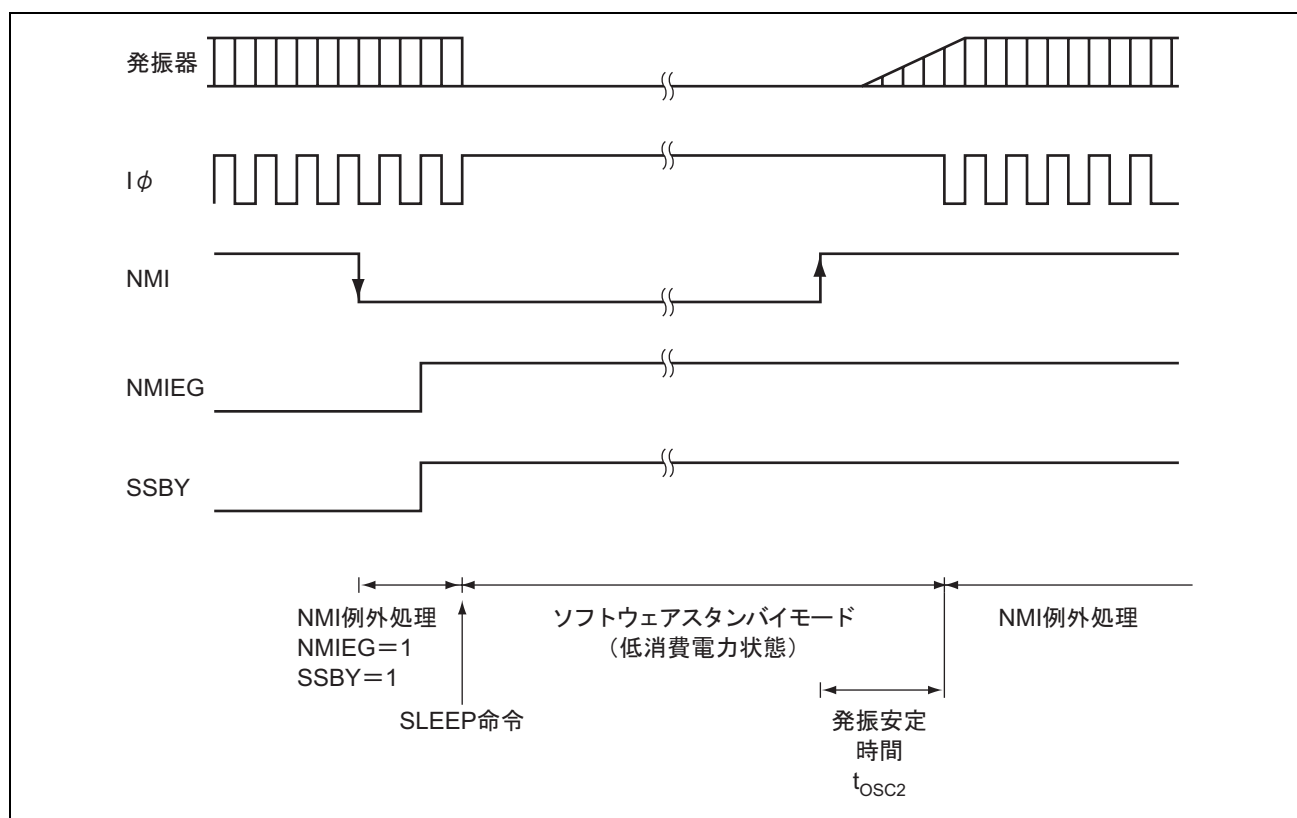 発振器
Iφ
NMI
NMIEG
SSBY
NMI例外処理
NMIEG＝1
SSBY＝1
SLEEP命令
ソフトウェアスタンバイモード
（低消費電力状態）
発振安定
時間
tOSC2
NMI例外処理